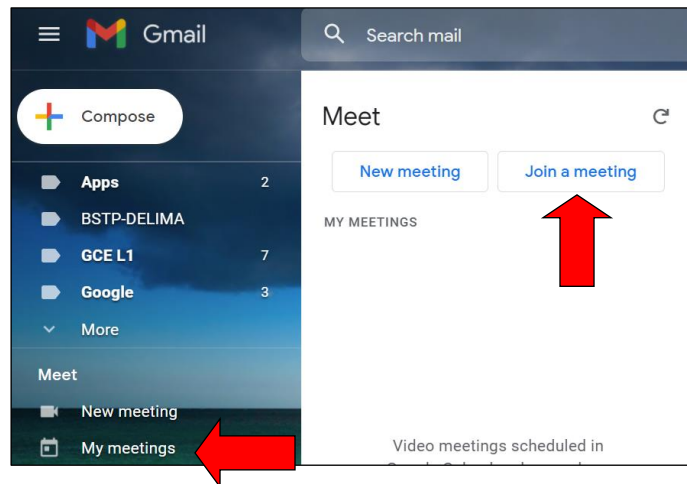 Gmail
Search mail
Compose
Meet
New meeting
Join a meeting
Apps 2
BSTP-DELIMA
MY MEETINGS
GCE L1 7
Google 3
More
Meet
New meeting
My meetings
Video meetings scheduled in